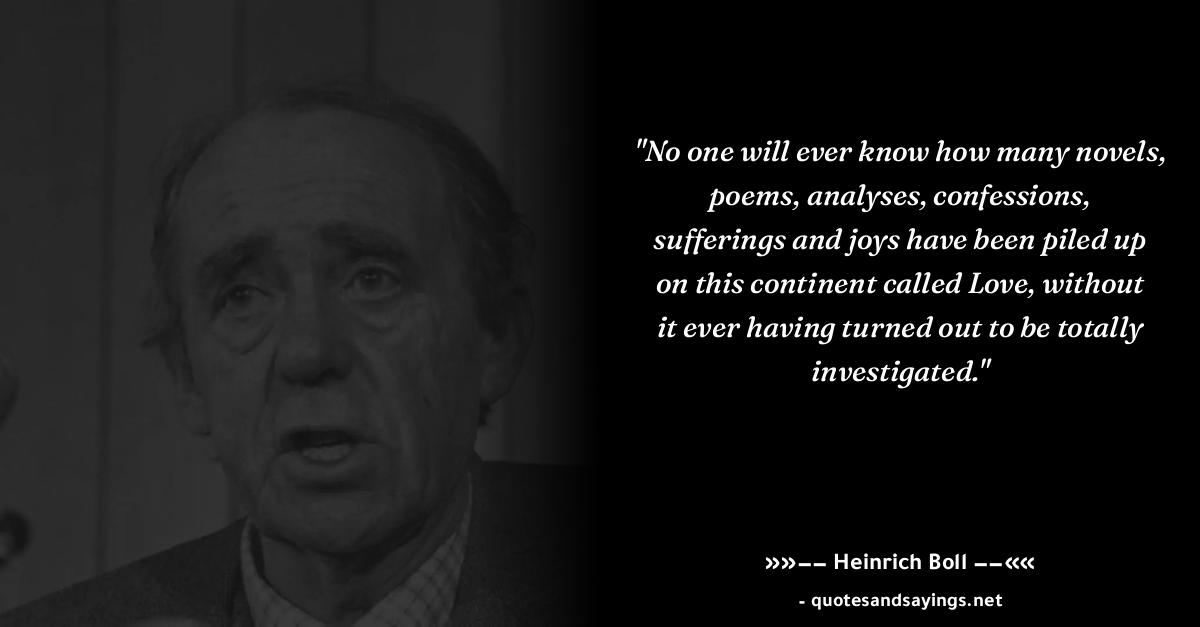 "No one will ever know how many novels,
poems, analyses, confessions,
sufferings and joys have been piled up
on this continent called Love, without
it ever having turned out to be totally
investigated."
»»–– Heinrich Boll ––««
- quotesandsayings.net